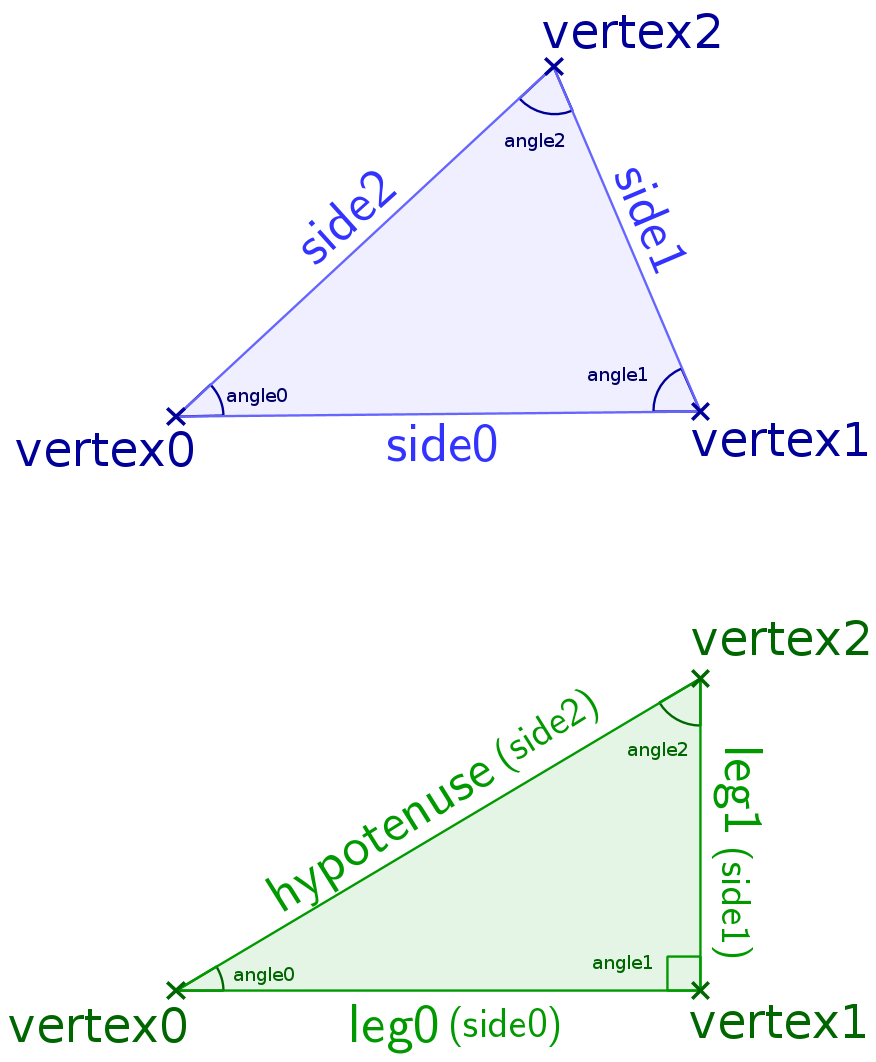 vertex2
angle2
side2
side1
angle1
angle0
vertex0
side0
vertex1
vertex2
hypotenuse (side2)
angle2
leg1 (side1)
angle1
angle0
vertex0
leg0 (side0)
vertex1